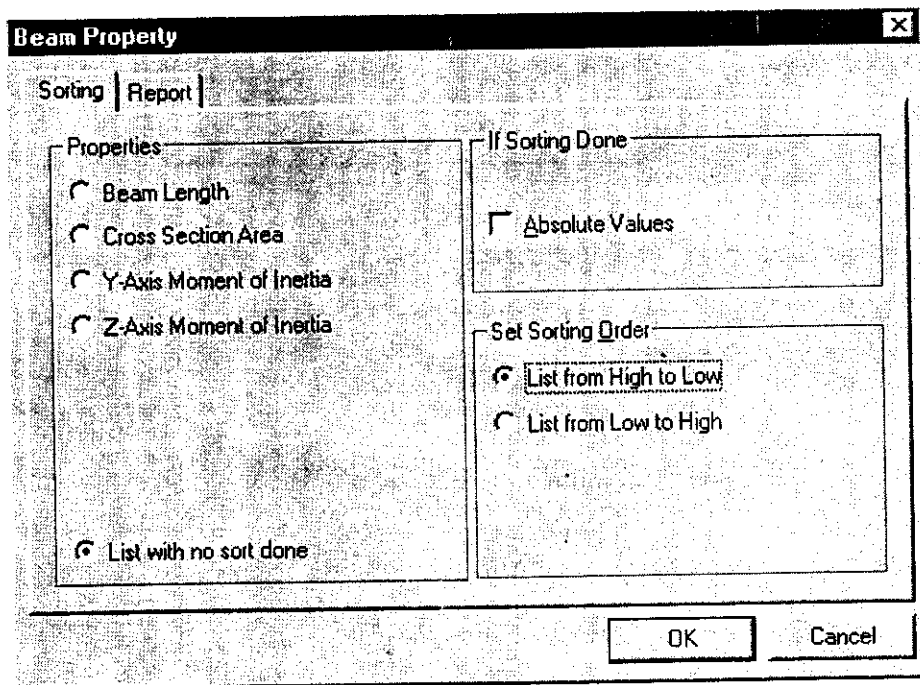 Beam Property
Sorting
Report
Properties
Beam Length
Cross Section Area
Y-Axis Moment of Inertia
Z-Axis Moment of Inertia
List with no sort done
If Sorting Done
Absolute Values
Set Sorting Order
List from High to Low
List from Low to High
OK
Cancel